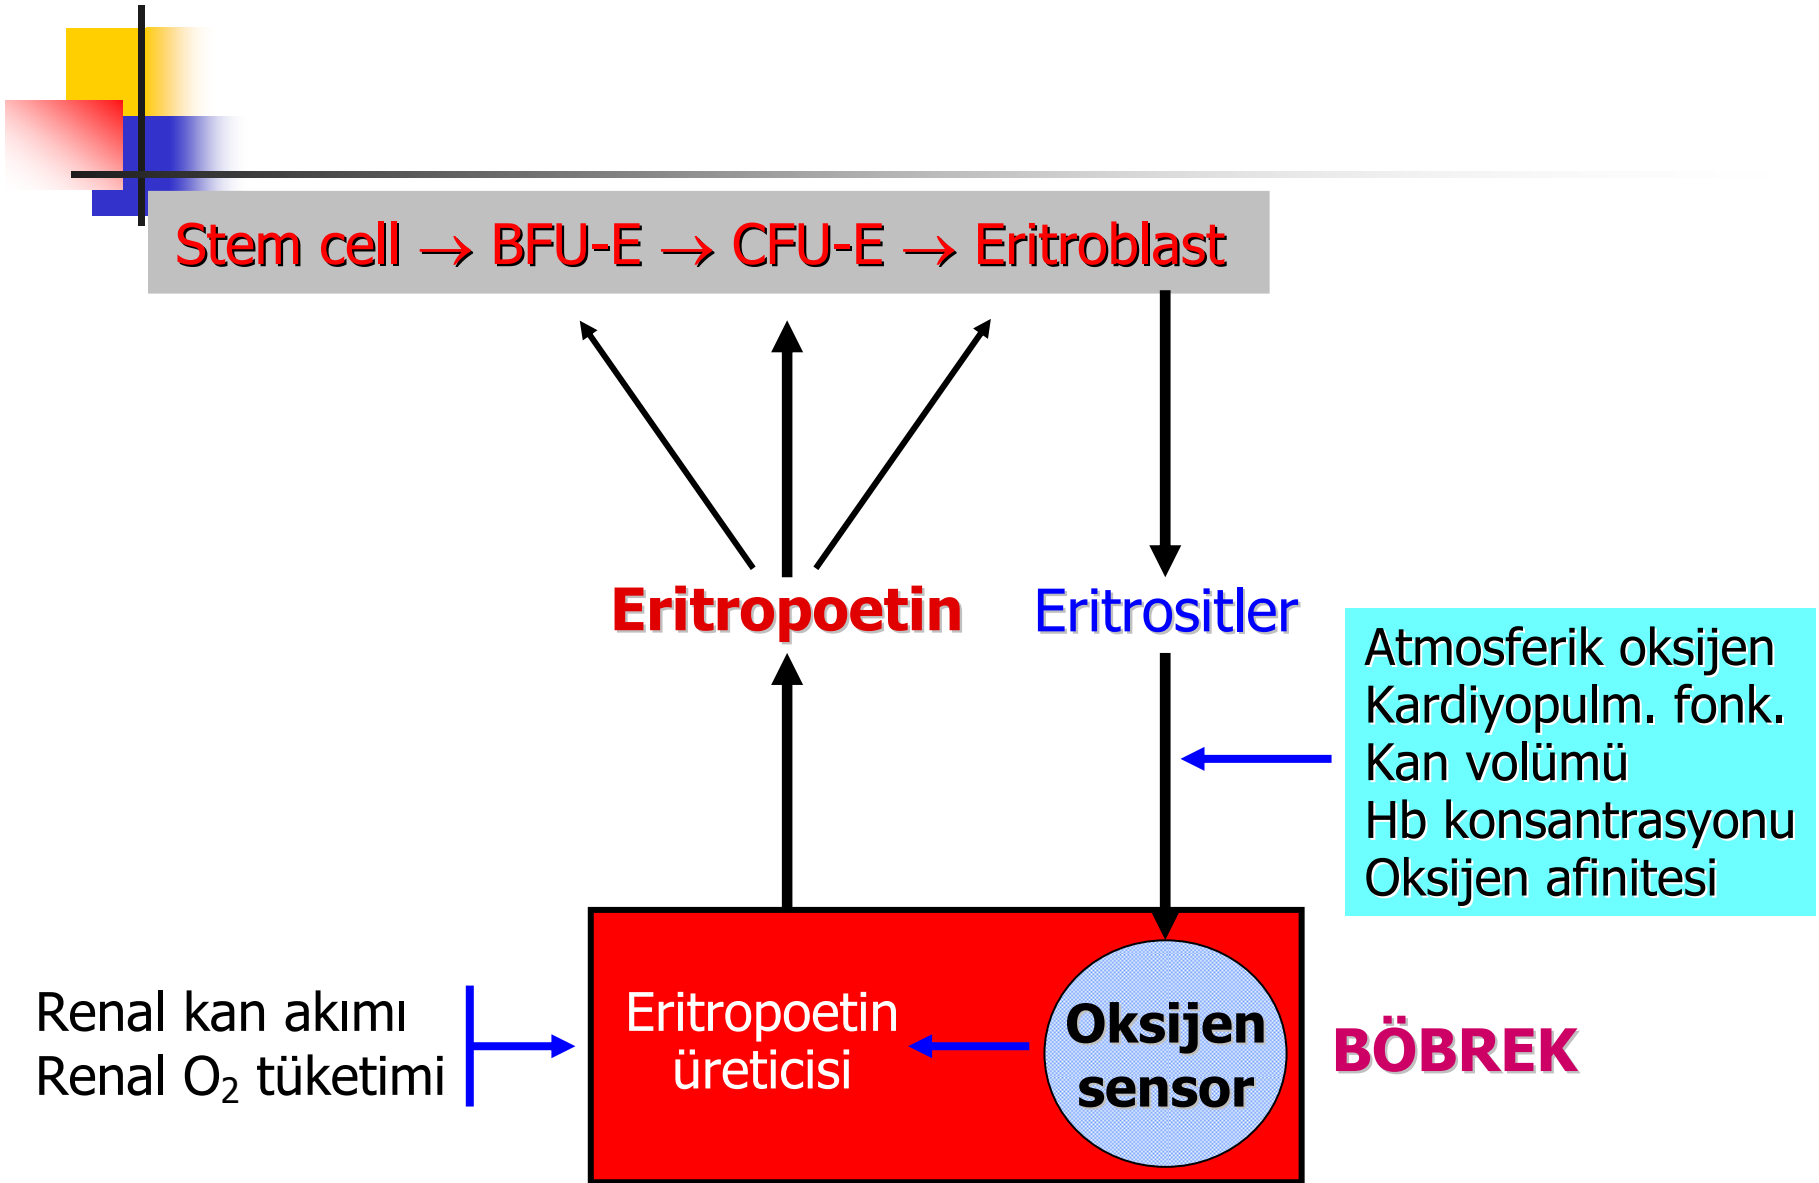 Stem cell → BFU-E → CFU-E → Eritroblast
Eritropoetin
Eritrositler
Atmosferik oksijen
Kardiyopulm. fonk.
Kan volümü
Hb konsantrasyonu
Oksijen afinitesi
Renal kan akımı
Renal O₂ tüketimi
Eritropoetin
üreticisi
Oksijen
sensor
BÖBREK